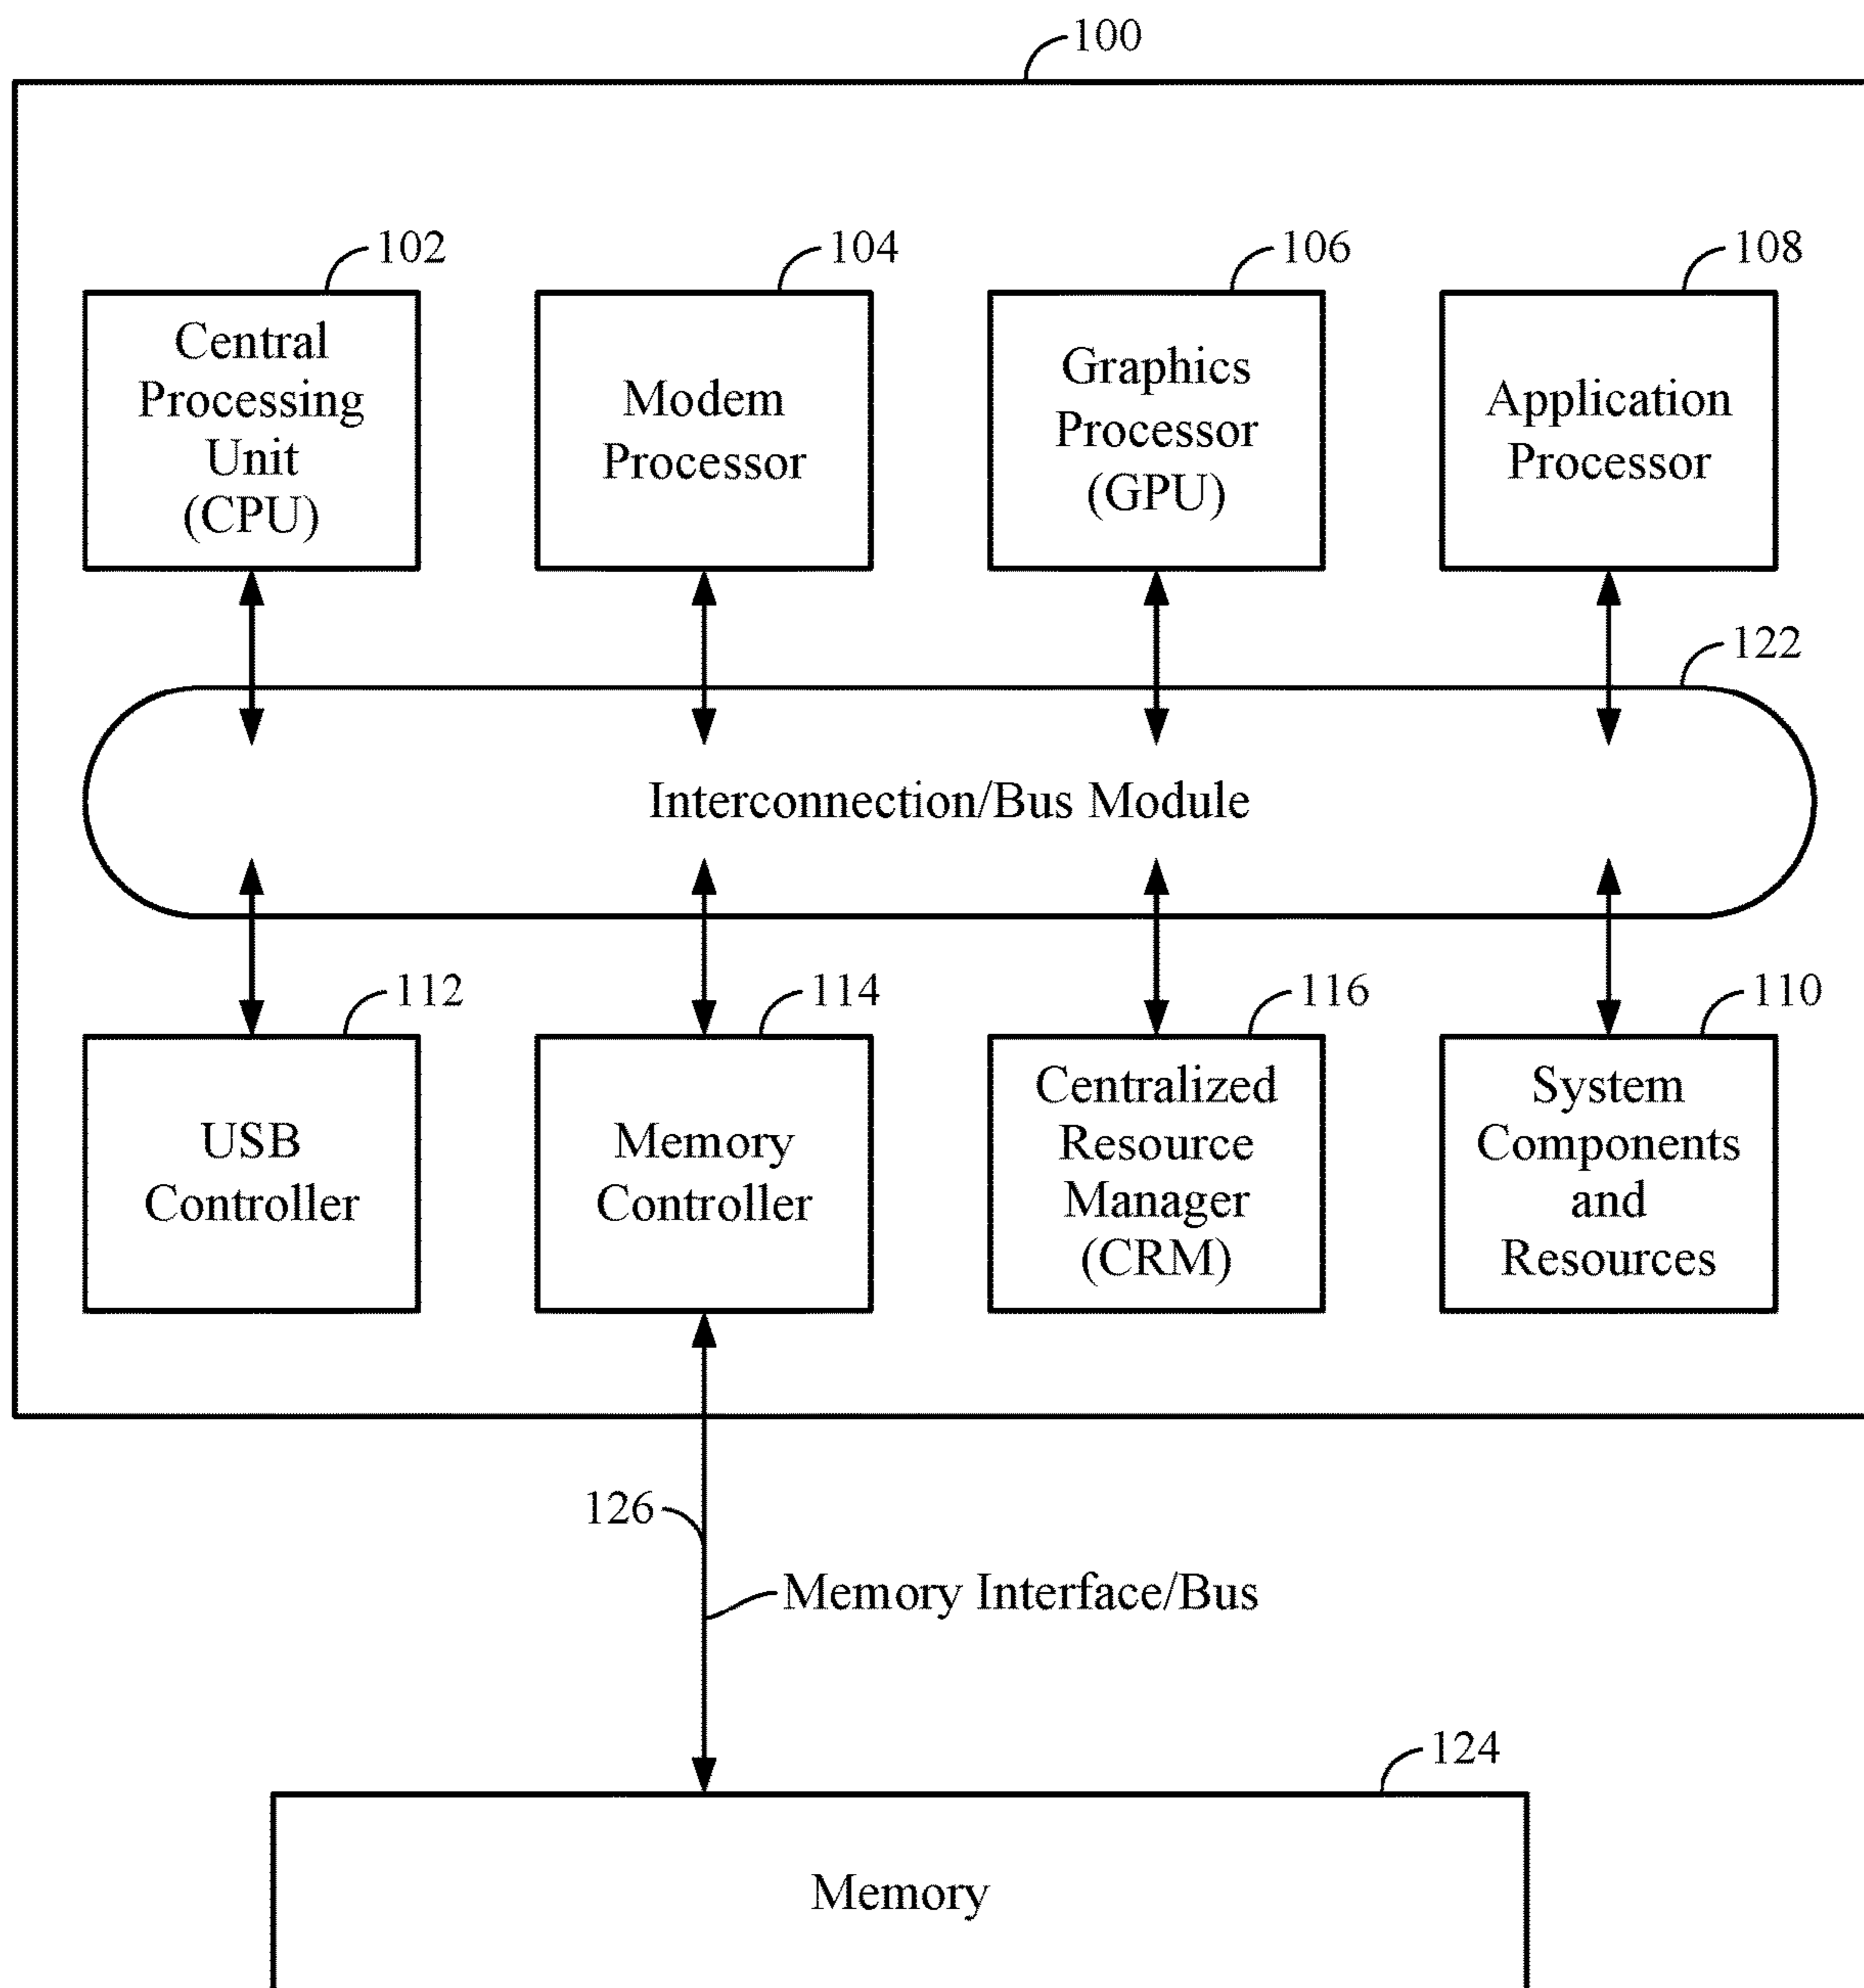 100
102
104
106
108
Central
Processing
Unit
(CPU)
Modem
Processor
Graphics
Processor
(GPU)
Application
Processor
122
Interconnection/Bus Module
112
114
116
110
USB
Controller
Memory
Controller
Centralized
Resource
Manager
(CRM)
System
Components
and
Resources
126
Memory Interface/Bus
124
Memory